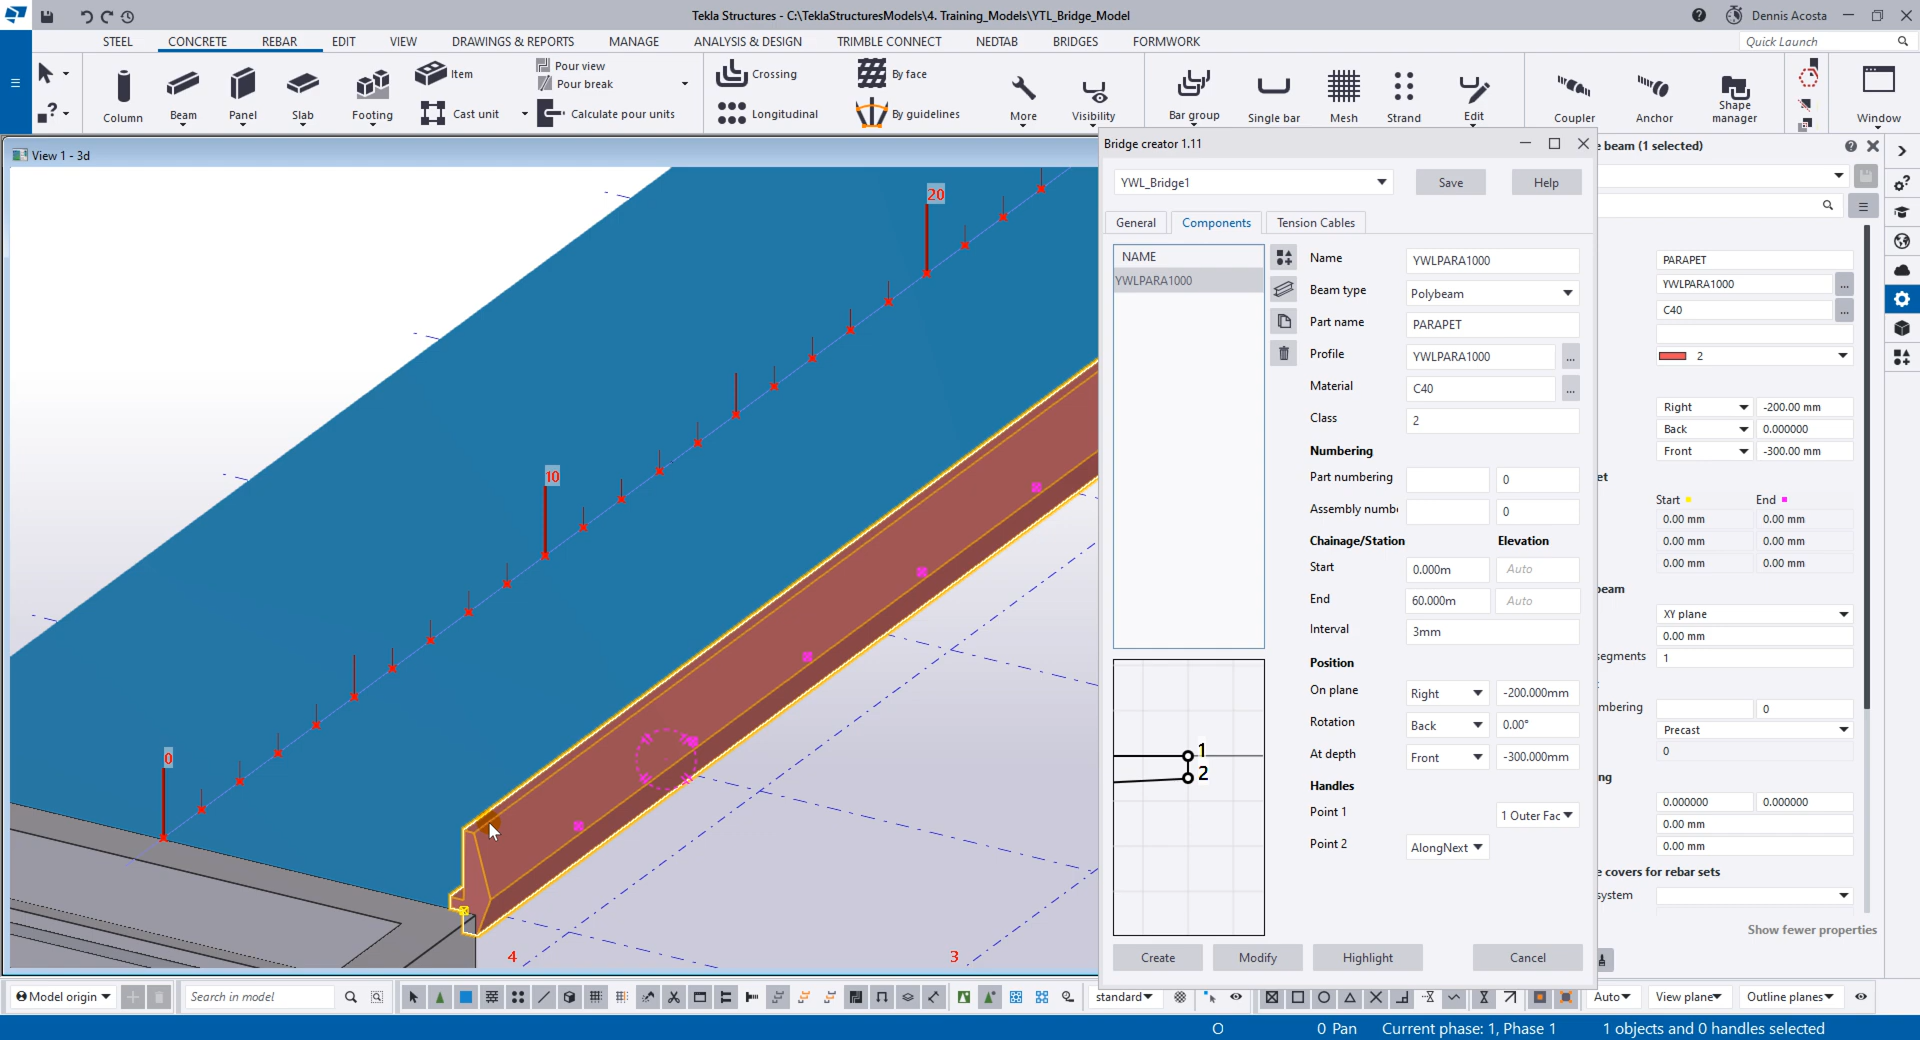 Tekla Structures - C:\TeklaStructuresModels\4. Training_Models\YTL_Bridge_Model
Dennis Acosta
STEEL CONCRETE REBAR EDIT VIEW DRAWINGS & REPORTS MANAGE ANALYSIS & DESIGN TRIMBLE CONNECT NEDTAB BRIDGES FORMWORK
Quick Launch
Column Beam Panel Slab Footing
Item
Cast unit
Pour view
Pour break
Calculate pour units
Crossing
Longitudinal
By face
By guidelines
More Visibility Bar group Single bar Mesh Strand Edit Coupler Anchor
Shape
manager
Window
View 1 - 3d
20
10
0
4
3
Bridge creator 1.11
YWL_Bridge1
Save Help
General Components Tension Cables
NAME
YWLPARA1000
1
2
Name YWLPARA1000
Beam type Polybeam
Part name PARAPET
Profile YWLPARA1000 ...
Material C40 ...
Class 2
Numbering
Part numbering 0
Assembly numb 0
Chainage/Station Elevation
Start 0.000m Auto
End 60.000m Auto
Interval 3mm
Position
On plane Right -200.000mm
Rotation Back 0.00°
At depth Front -300.000mm
Handles
Point 1 1 Outer Fac
Point 2 AlongNext
Create Modify Highlight Cancel
e beam (1 selected)
PARAPET
YWLPARA1000 ...
C40 ...
2
Right -200.00 mm
Back 0.000000
Front -300.00 mm
et
Start End
0.00 mm 0.00 mm
0.00 mm 0.00 mm
0.00 mm 0.00 mm
beam
XY plane
0.00 mm
segments 1
mbering 0
Precast
0
ng
0.000000 0.000000
0.00 mm
0.00 mm
e covers for rebar sets
system
Show fewer properties
Model origin
Search in model
standard
Auto View plane Outline planes
O 0 Pan Current phase: 1, Phase 1 1 objects and 0 handles selected